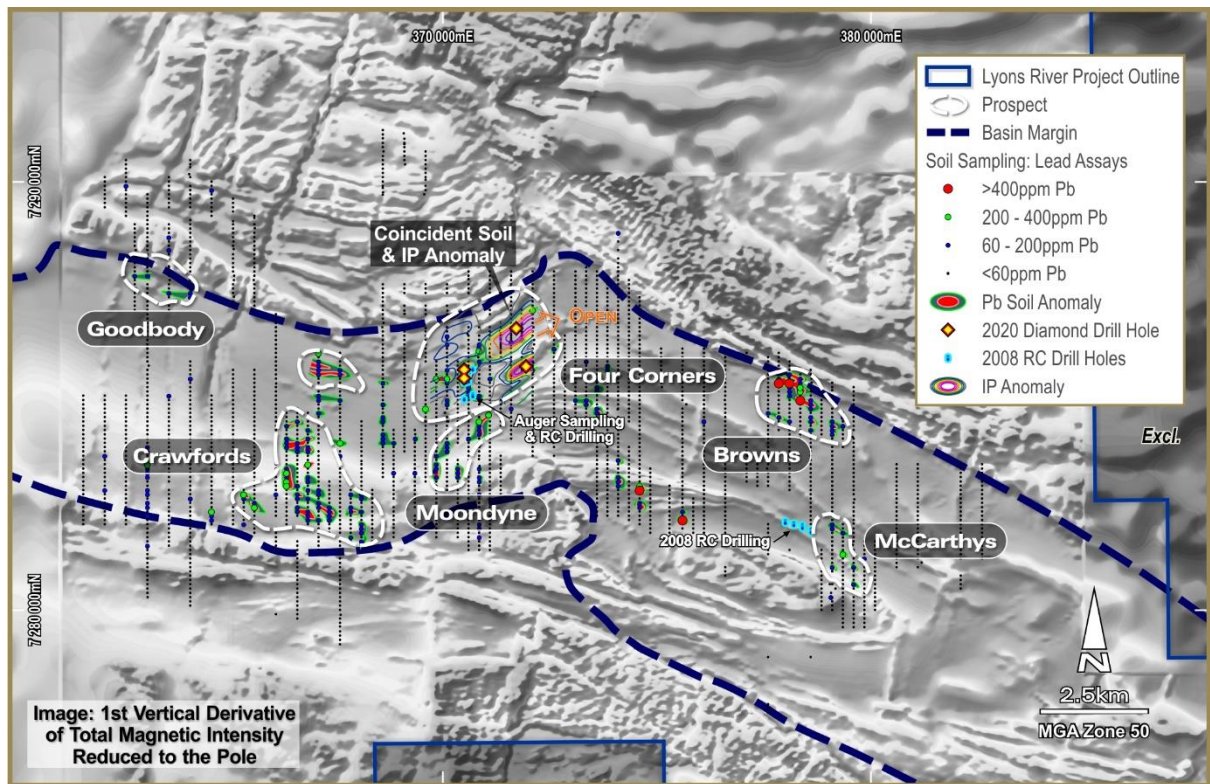 370 000mE
380 000mE
7 290 000mN
7 280 000mN
Lyons River Project Outline
Prospect
Basin Margin
Soil Sampling: Lead Assays
>400ppm Pb
200 - 400ppm Pb
60 - 200ppm Pb
<60ppm Pb
Pb Soil Anomaly
2020 Diamond Drill Hole
2008 RC Drill Holes
IP Anomaly
Coincident Soil
& IP Anomaly
OPEN
Goodbody
Four Corners
Auger Sampling
& RC Drilling
Excl.
Crawfords
Browns
Moondyne
2008 RC Drilling
McCarthys
N
2.5km
MGA Zone 50
Image: 1st Vertical Derivative
of Total Magnetic Intensity
Reduced to the Pole